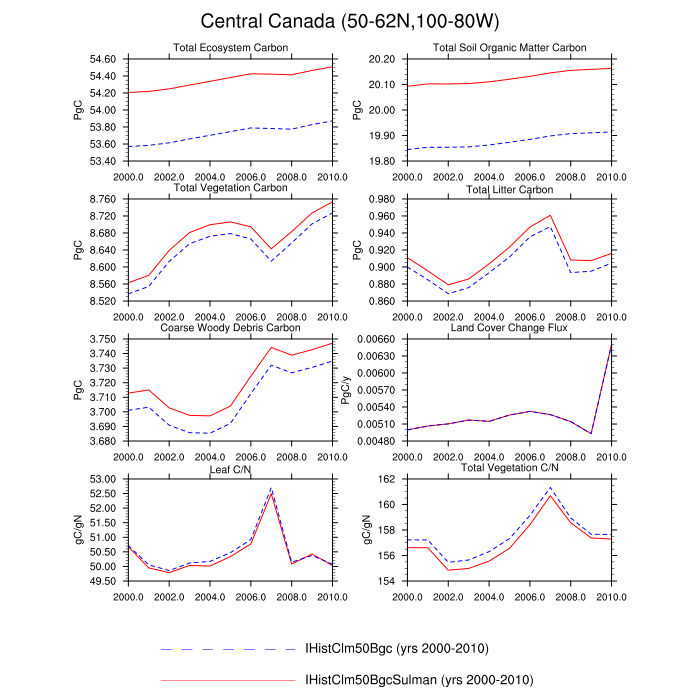 Central Canada (50-62N,100-80W)
Total Ecosystem Carbon
PgC
54.60
54.40
54.20
54.00
53.80
53.60
53.40
2000.0 2002.0 2004.0 2006.0 2008.0 2010.0
Total Soil Organic Matter Carbon
PgC
20.20
20.10
20.00
19.90
19.80
2000.0 2002.0 2004.0 2006.0 2008.0 2010.0
Total Vegetation Carbon
PgC
8.760
8.720
8.680
8.640
8.600
8.560
8.520
2000.0 2002.0 2004.0 2006.0 2008.0 2010.0
Total Litter Carbon
PgC
0.980
0.960
0.940
0.920
0.900
0.880
0.860
2000.0 2002.0 2004.0 2006.0 2008.0 2010.0
Coarse Woody Debris Carbon
PgC
3.750
3.740
3.730
3.720
3.710
3.700
3.690
3.680
2000.0 2002.0 2004.0 2006.0 2008.0 2010.0
Land Cover Change Flux
PgC/y
0.00660
0.00630
0.00600
0.00570
0.00540
0.00510
0.00480
2000.0 2002.0 2004.0 2006.0 2008.0 2010.0
Leaf C/N
gC/gN
53.00
52.50
52.00
51.50
51.00
50.50
50.00
49.50
2000.0 2002.0 2004.0 2006.0 2008.0 2010.0
Total Vegetation C/N
gC/gN
162
160
158
156
154
2000.0 2002.0 2004.0 2006.0 2008.0 2010.0
IHistClm50Bgc (yrs 2000-2010)
IHistClm50BgcSulman (yrs 2000-2010)